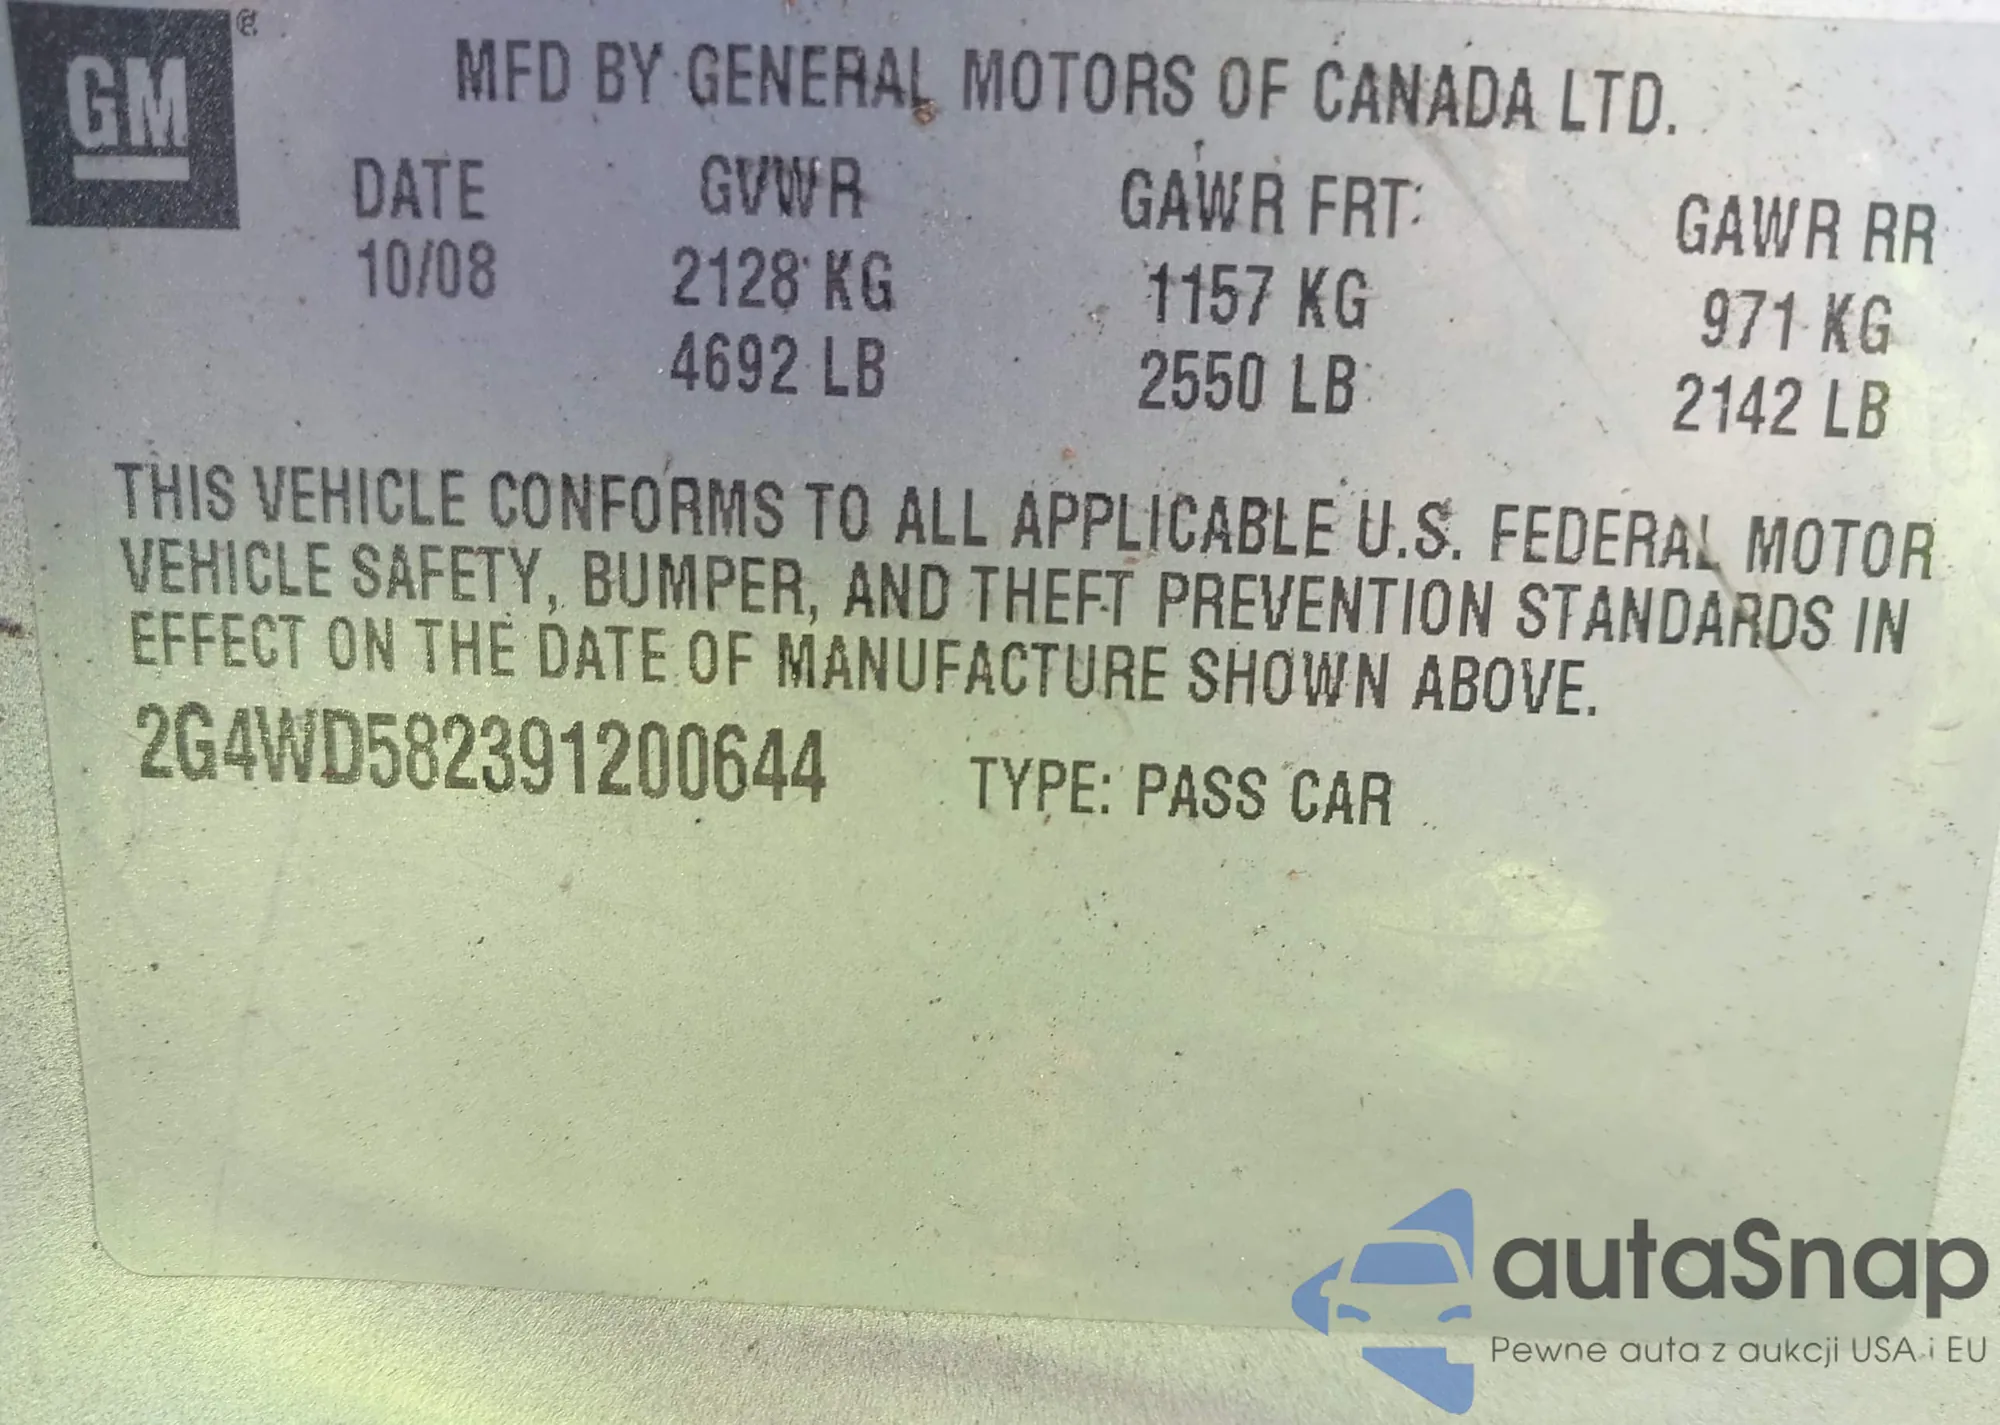 GM ®
MFD BY GENERAL MOTORS OF CANADA LTD.
DATE GVWR GAWR FRT GAWR RR
10/08 2128 KG 1157 KG 971 KG
4692 LB 2550 LB 2142 LB
THIS VEHICLE CONFORMS TO ALL APPLICABLE U.S. FEDERAL MOTOR
VEHICLE SAFETY, BUMPER, AND THEFT PREVENTION STANDARDS IN
EFFECT ON THE DATE OF MANUFACTURE SHOWN ABOVE.
2G4WD582391200644 TYPE: PASS CAR
autaSnap
Pewne auta z aukcji USA i EU